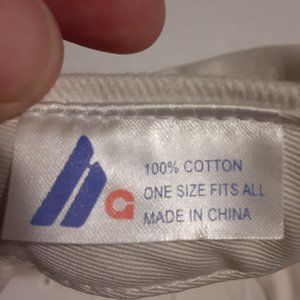 100% COTTON
ONE SIZE FITS ALL
MADE IN CHINA